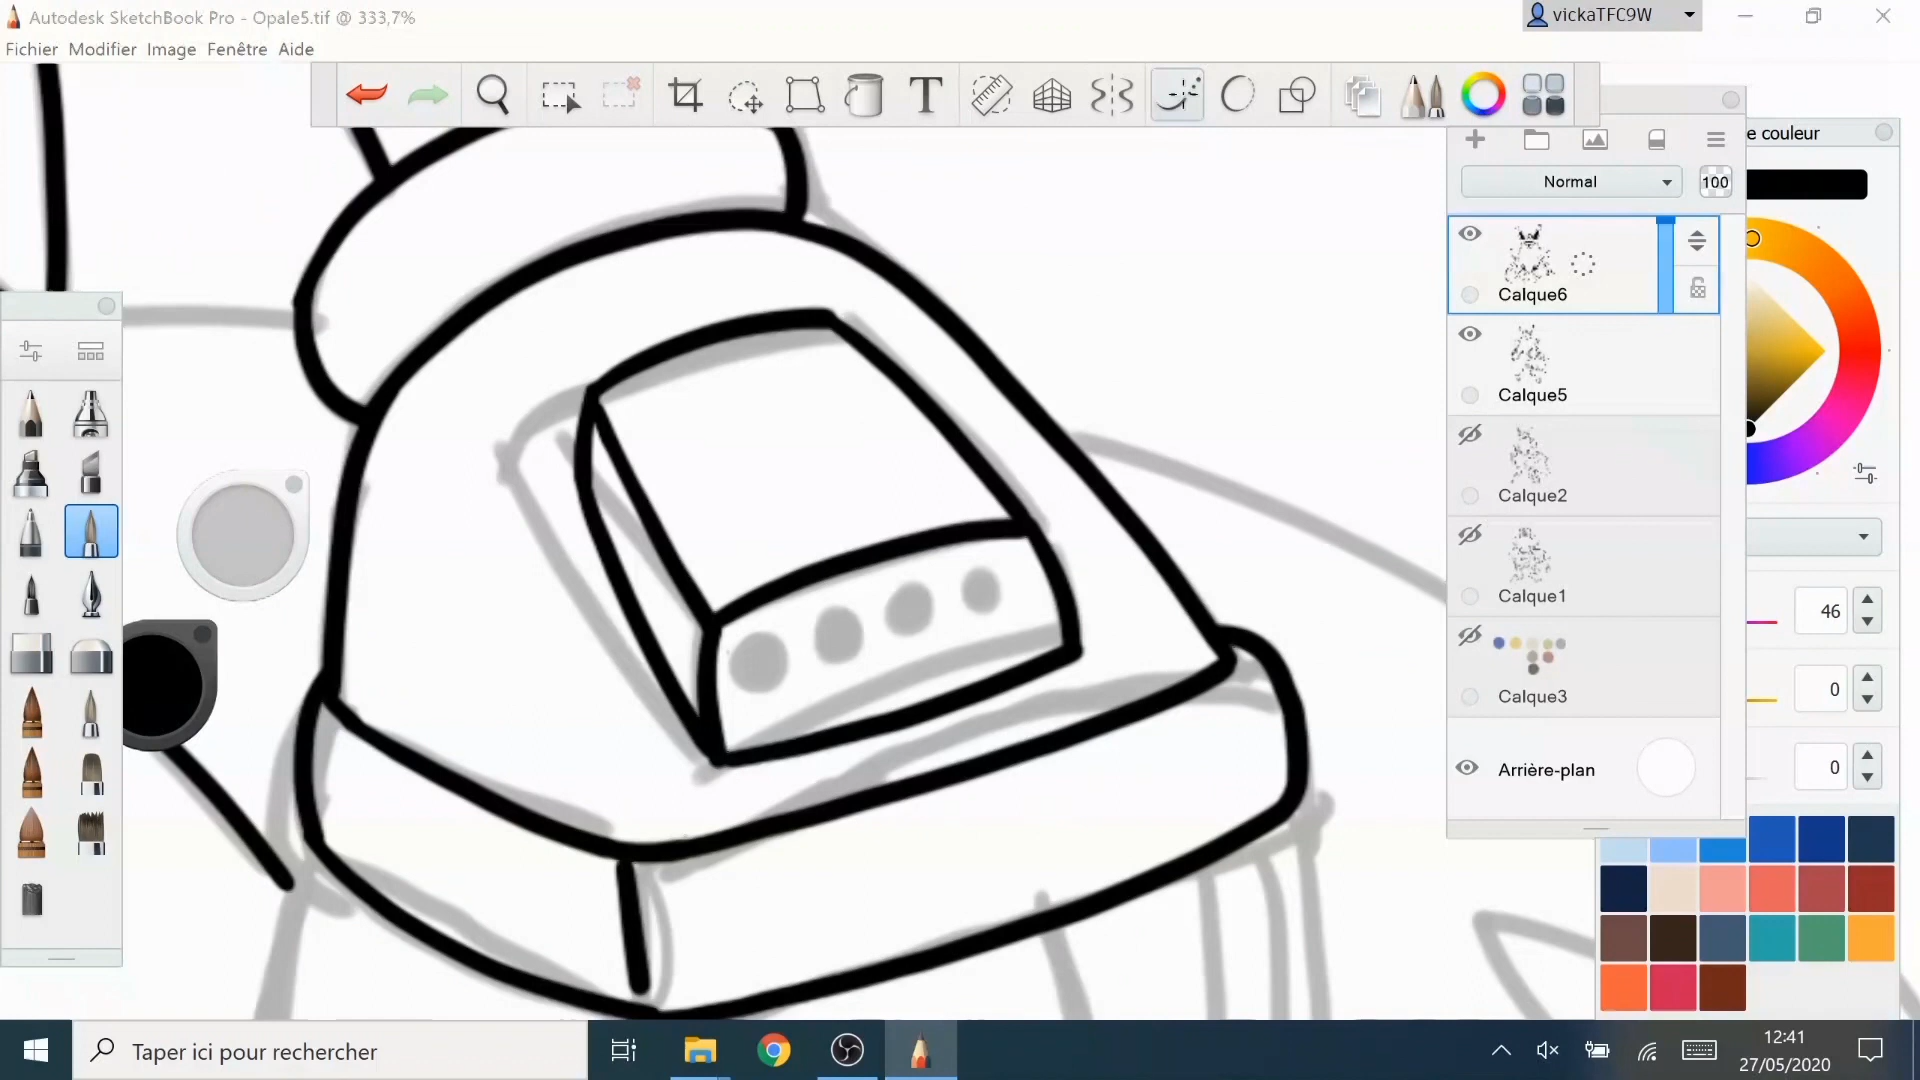 Autodesk SketchBook Pro - Opale5.tif @ 333,7%
vickaTFC9W
Fichier Modifier Image Fenêtre Aide
T
e couleur
Normal
100
Calque6
Calque5
Calque2
Calque1
Calque3
Arrière-plan
46
0
0
Taper ici pour rechercher
12:41
27/05/2020